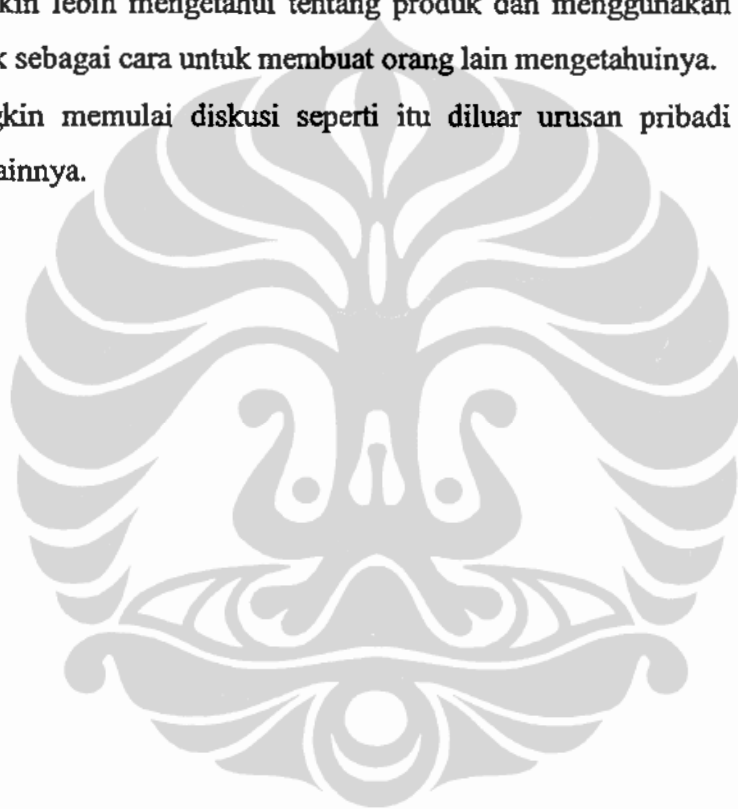 kin lebih mengetahui tentang produk dan menggunakan
k sebagai cara untuk membuat orang lain mengetahuinya.
gkin memulai diskusi seperti itu diluar urusan pribadi
ainnya.